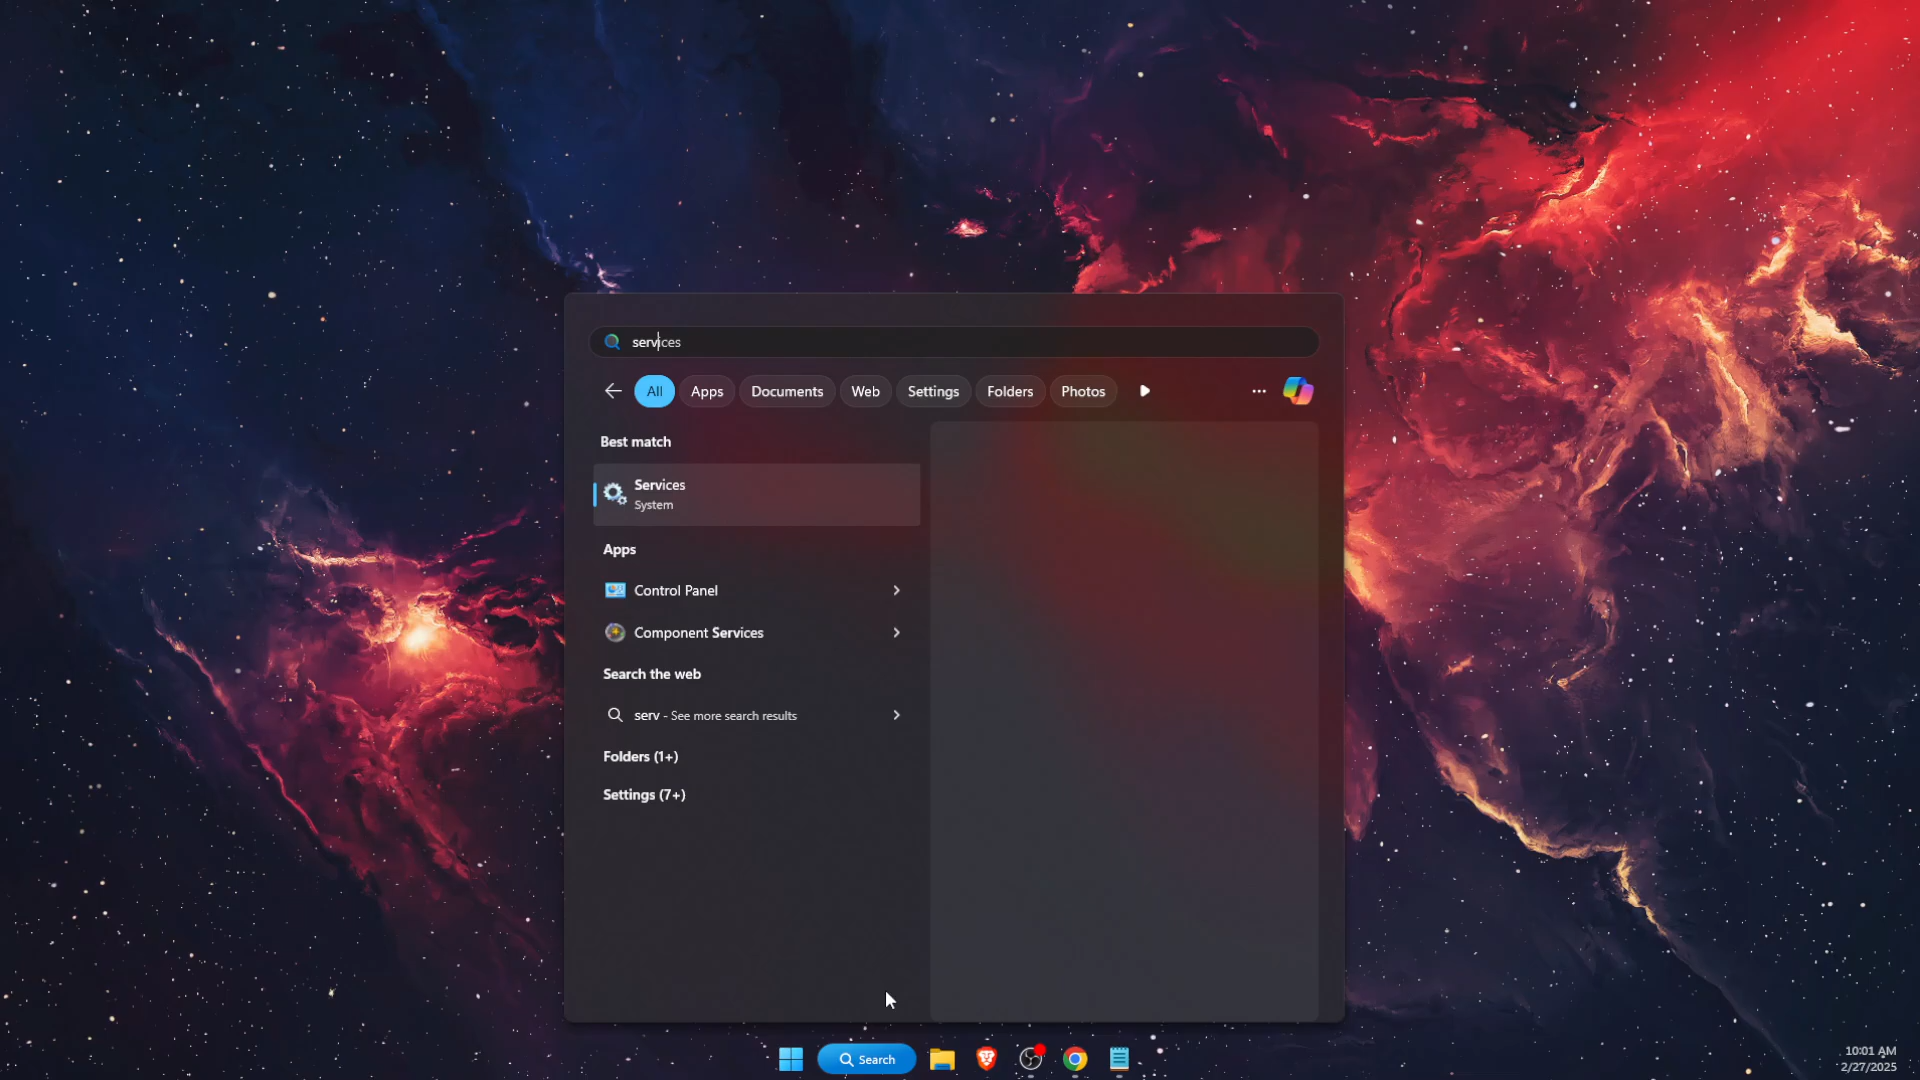 services
All Apps Documents Web Settings Folders Photos
Best match
Services
System
Apps
Control Panel
Component Services
Search the web
serv - See more search results
Folders (1+)
Settings (7+)
Search
10:01 AM
2/27/2025